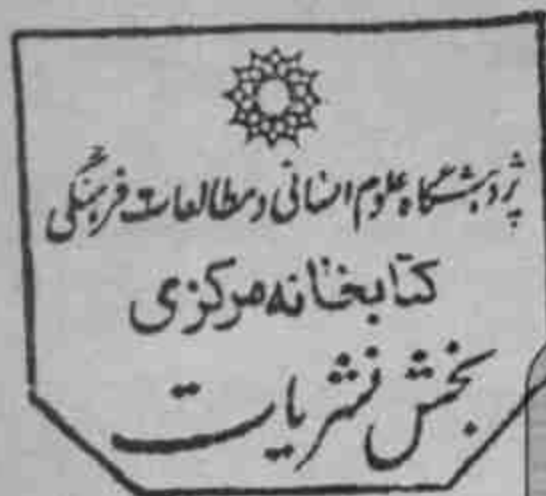 پژوهشگاه علوم انسانی و مطالعات فرهنگی
کتابخانه مرکزی
بخش نشریات